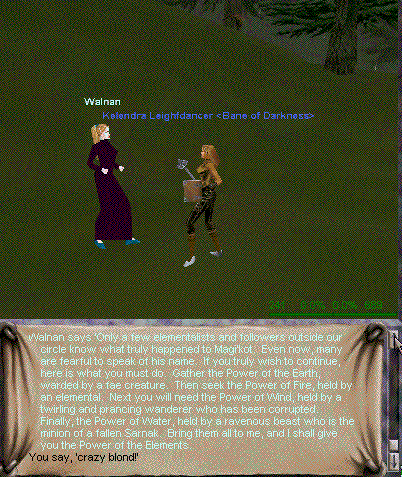 Walnan
Kelendra Leighfdancer <Bane of Darkness>
Walnan says 'Only a few elementalists and followers outside our
circle know what truly happened to Magi'kot. Even now, many
are fearful to speak of his name. If you truly wish to continue
here is what you must do. Gather the Power of the Earth,
warded by a fae creature. Then seek the Power of Fire, held by
an elemental. Next you will need the Power of Wind, held by a
twirling and prancing wanderer who has been corrupted.
Finally, the Power of Water, held by a ravenous beast who is the
minion of a fallen Sarnak. Bring them all to me, and I shall give
you the Power of the Elements.
You say, 'crazy blond!'